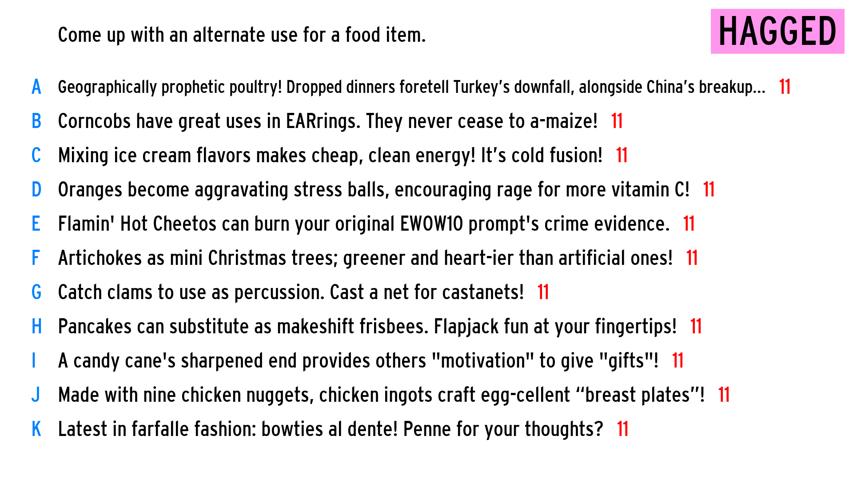 Come up with an alternate use for a food item.
HAGGED
A Geographically prophetic poultry! Dropped dinners foretell Turkey's downfall, alongside China's breakup... 11
B Corncobs have great uses in EARrings. They never cease to a-maize! 11
C Mixing ice cream flavors makes cheap, clean energy! It's cold fusion! 11
D Oranges become aggravating stress balls, encouraging rage for more vitamin C! 11
E Flamin' Hot Cheetos can burn your original EWOW10 prompt's crime evidence. 11
F Artichokes as mini Christmas trees; greener and heart-ier than artificial ones! 11
G Catch clams to use as percussion. Cast a net for castanets! 11
H Pancakes can substitute as makeshift frisbees. Flapjack fun at your fingertips! 11
I A candy cane's sharpened end provides others "motivation" to give "gifts"! 11
J Made with nine chicken nuggets, chicken ingots craft egg-cellent “breast plates”! 11
K Latest in farfalle fashion: bowties al dente! Penne for your thoughts? 11